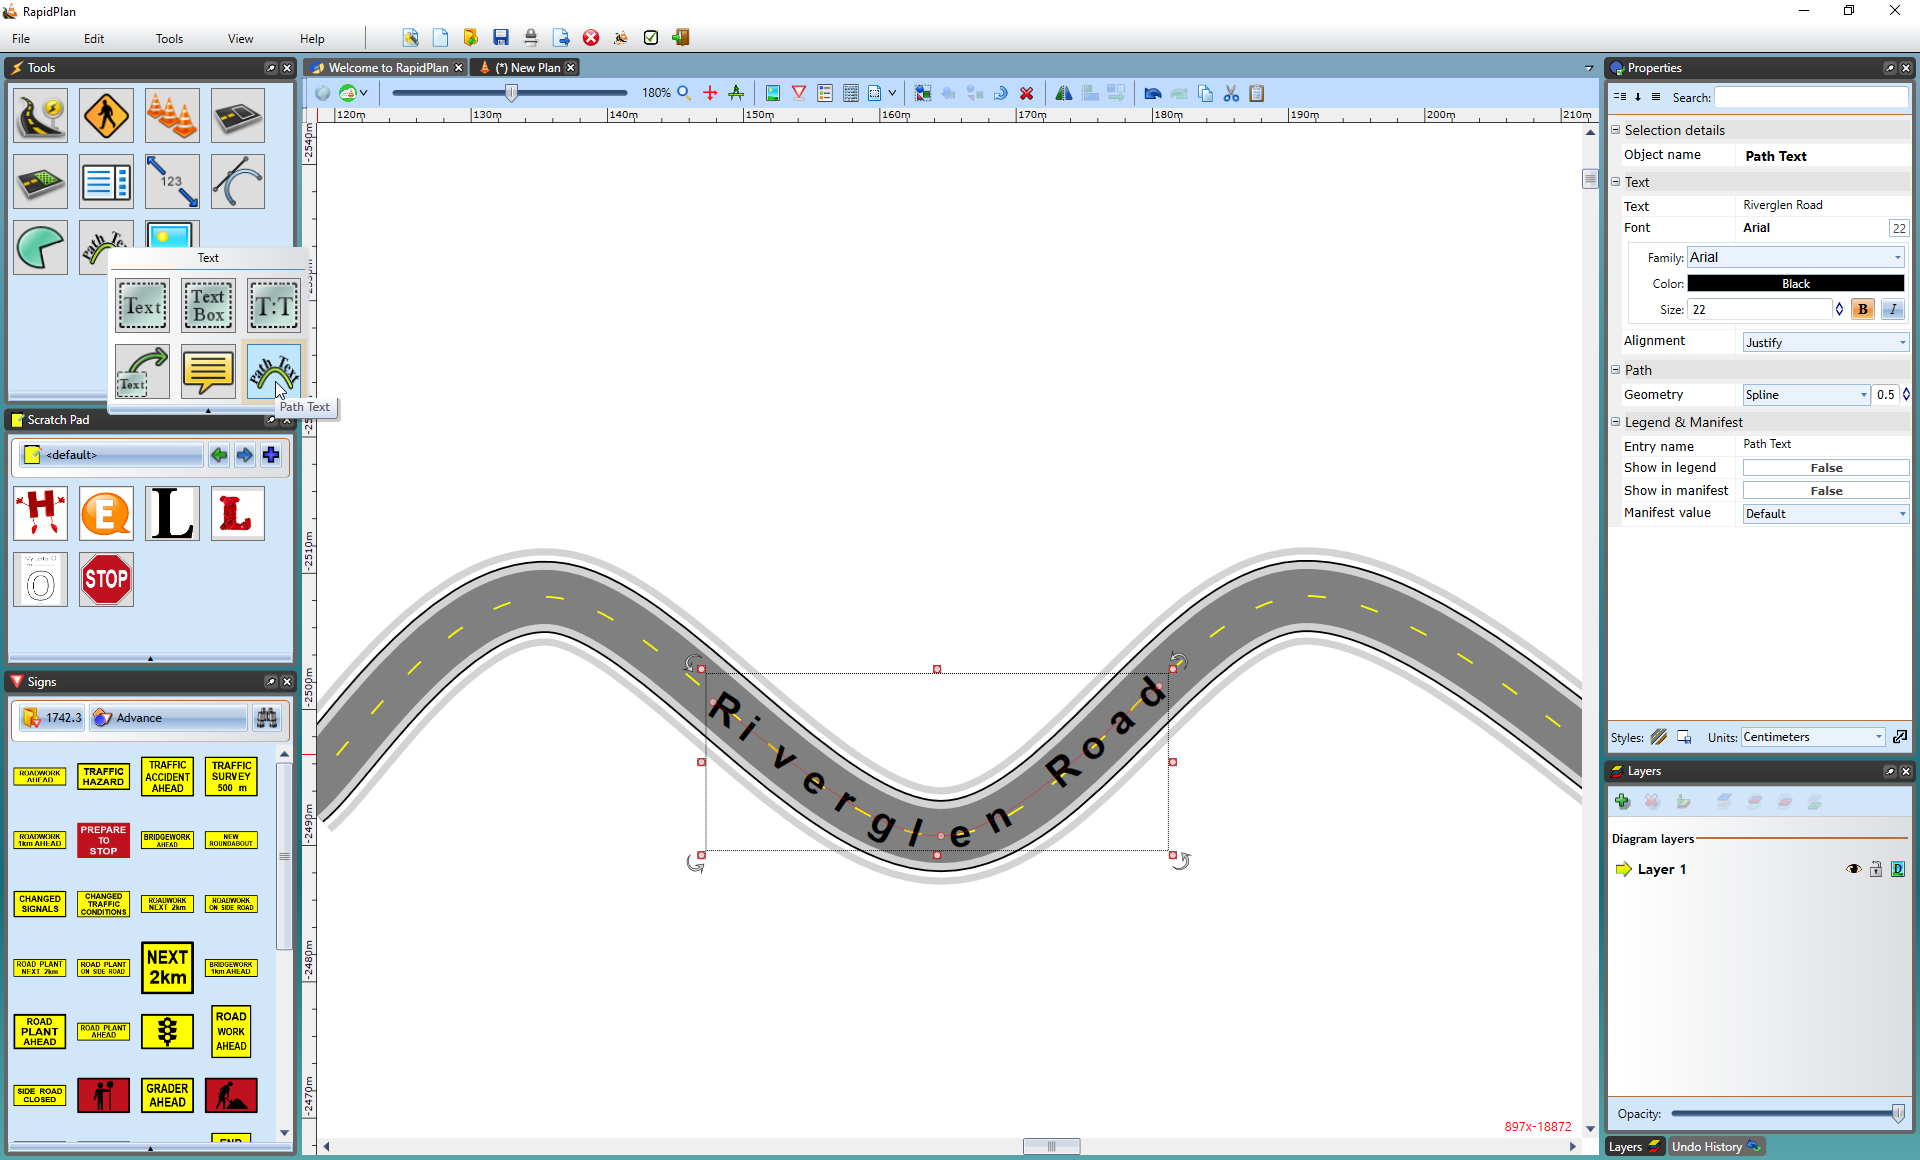 RapidPlan
File Edit Tools View Help
Tools
Welcome to RapidPlan (*) New Plan
Properties
180%
Search:
120m 130m 140m 150m 160m 170m 180m 190m 200m 210m
-2540m
-2510m
-2500m
-2490m
-2480m
-2470m
123
Path Te
Text
Text
Text Box
T:T
Text
Path Text
Path Text
Scratch Pad
<default>
H E L L
My Letter O
O
STOP
Signs
1742.3 Advance
ROADWORK AHEAD
TRAFFIC HAZARD
TRAFFIC ACCIDENT AHEAD
TRAFFIC SURVEY 500 m
ROADWORK 1km AHEAD
PREPARE TO STOP
BRIDGEWORK AHEAD
NEW ROUNDABOUT
CHANGED SIGNALS
CHANGED TRAFFIC CONDITIONS
ROADWORK NEXT 2km
ROADWORK ON SIDE ROAD
ROAD PLANT NEXT 2km
ROAD PLANT ON SIDE ROAD
NEXT 2km
BRIDGEWORK 1km AHEAD
ROAD PLANT AHEAD
ROAD PLANT AHEAD
ROAD WORK AHEAD
SIDE ROAD CLOSED
GRADER AHEAD
END
Riverglen Road
897x-18872
Selection details
Object name Path Text
Text
Text Riverglen Road
Font Arial 22
Family: Arial
Color: Black
Size: 22 B I
Alignment Justify
Path
Geometry Spline 0.5
Legend & Manifest
Entry name Path Text
Show in legend False
Show in manifest False
Manifest value Default
Styles: Units: Centimeters
Layers
Diagram layers
Layer 1 D
Opacity:
Layers Undo History